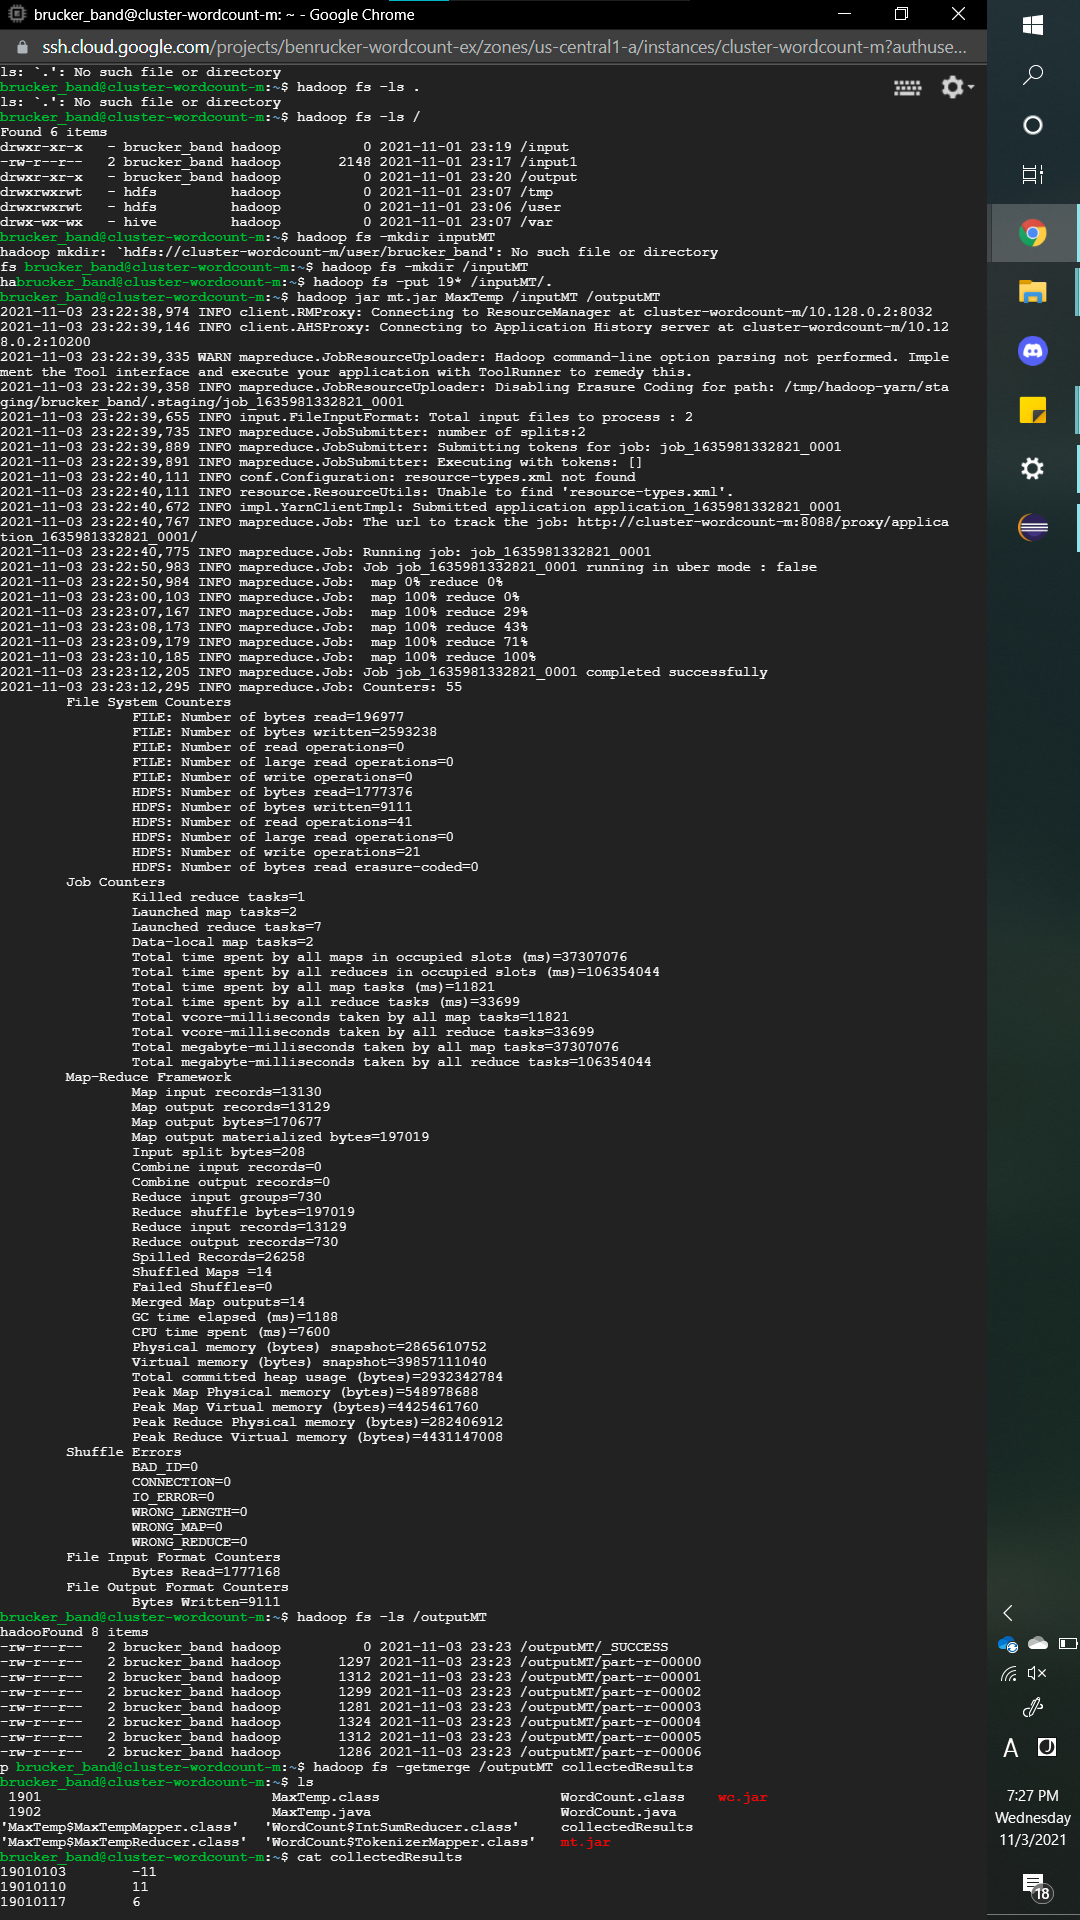 brucker_band@cluster-wordcount-m: ~ - Google Chrome
ssh.cloud.google.com/projects/benrucker-wordcount-ex/zones/us-central1-a/instances/cluster-wordcount-m?authuse...
ls: `.': No such file or directory
brucker_band@cluster-wordcount-m:~$ hadoop fs -ls .
ls: `.': No such file or directory
brucker_band@cluster-wordcount-m:~$ hadoop fs -ls /
Found 6 items
drwxr-xr-x   - brucker_band hadoop          0 2021-11-01 23:19 /input
-rw-r--r--   2 brucker_band hadoop       2148 2021-11-01 23:17 /input1
drwxr-xr-x   - brucker_band hadoop          0 2021-11-01 23:20 /output
drwxrwxrwt   - hdfs         hadoop          0 2021-11-01 23:07 /tmp
drwxrwxrwt   - hdfs         hadoop          0 2021-11-01 23:06 /user
drwx-wx-wx   - hive         hadoop          0 2021-11-01 23:07 /var
brucker_band@cluster-wordcount-m:~$ hadoop fs -mkdir inputMT
hadoop mkdir: `hdfs://cluster-wordcount-m/user/brucker_band': No such file or directory
fs brucker_band@cluster-wordcount-m:~$ hadoop fs -mkdir /inputMT
habrucker_band@cluster-wordcount-m:~$ hadoop fs -put 19* /inputMT/.
brucker_band@cluster-wordcount-m:~$ hadoop jar mt.jar MaxTemp /inputMT /outputMT
2021-11-03 23:22:38,974 INFO client.RMProxy: Connecting to ResourceManager at cluster-wordcount-m/10.128.0.2:8032
2021-11-03 23:22:39,146 INFO client.AHSProxy: Connecting to Application History server at cluster-wordcount-m/10.12
8.0.2:10200
2021-11-03 23:22:39,335 WARN mapreduce.JobResourceUploader: Hadoop command-line option parsing not performed. Imple
ment the Tool interface and execute your application with ToolRunner to remedy this.
2021-11-03 23:22:39,358 INFO mapreduce.JobResourceUploader: Disabling Erasure Coding for path: /tmp/hadoop-yarn/sta
ging/brucker_band/.staging/job_1635981332821_0001
2021-11-03 23:22:39,655 INFO input.FileInputFormat: Total input files to process : 2
2021-11-03 23:22:39,735 INFO mapreduce.JobSubmitter: number of splits:2
2021-11-03 23:22:39,889 INFO mapreduce.JobSubmitter: Submitting tokens for job: job_1635981332821_0001
2021-11-03 23:22:39,891 INFO mapreduce.JobSubmitter: Executing with tokens: []
2021-11-03 23:22:40,111 INFO conf.Configuration: resource-types.xml not found
2021-11-03 23:22:40,111 INFO resource.ResourceUtils: Unable to find 'resource-types.xml'.
2021-11-03 23:22:40,672 INFO impl.YarnClientImpl: Submitted application application_1635981332821_0001
2021-11-03 23:22:40,767 INFO mapreduce.Job: The url to track the job: http://cluster-wordcount-m:8088/proxy/applica
tion_1635981332821_0001/
2021-11-03 23:22:40,775 INFO mapreduce.Job: Running job: job_1635981332821_0001
2021-11-03 23:22:50,983 INFO mapreduce.Job: Job job_1635981332821_0001 running in uber mode : false
2021-11-03 23:22:50,984 INFO mapreduce.Job:  map 0% reduce 0%
2021-11-03 23:23:00,103 INFO mapreduce.Job:  map 100% reduce 0%
2021-11-03 23:23:07,167 INFO mapreduce.Job:  map 100% reduce 29%
2021-11-03 23:23:08,173 INFO mapreduce.Job:  map 100% reduce 43%
2021-11-03 23:23:09,179 INFO mapreduce.Job:  map 100% reduce 71%
2021-11-03 23:23:10,185 INFO mapreduce.Job:  map 100% reduce 100%
2021-11-03 23:23:12,205 INFO mapreduce.Job: Job job_1635981332821_0001 completed successfully
2021-11-03 23:23:12,295 INFO mapreduce.Job: Counters: 55
File System Counters
FILE: Number of bytes read=196977
FILE: Number of bytes written=2593238
FILE: Number of read operations=0
FILE: Number of large read operations=0
FILE: Number of write operations=0
HDFS: Number of bytes read=1777376
HDFS: Number of bytes written=9111
HDFS: Number of read operations=41
HDFS: Number of large read operations=0
HDFS: Number of write operations=21
HDFS: Number of bytes read erasure-coded=0
Job Counters
Killed reduce tasks=1
Launched map tasks=2
Launched reduce tasks=7
Data-local map tasks=2
Total time spent by all maps in occupied slots (ms)=37307076
Total time spent by all reduces in occupied slots (ms)=106354044
Total time spent by all map tasks (ms)=11821
Total time spent by all reduce tasks (ms)=33699
Total vcore-milliseconds taken by all map tasks=11821
Total vcore-milliseconds taken by all reduce tasks=33699
Total megabyte-milliseconds taken by all map tasks=37307076
Total megabyte-milliseconds taken by all reduce tasks=106354044
Map-Reduce Framework
Map input records=13130
Map output records=13129
Map output bytes=170677
Map output materialized bytes=197019
Input split bytes=208
Combine input records=0
Combine output records=0
Reduce input groups=730
Reduce shuffle bytes=197019
Reduce input records=13129
Reduce output records=730
Spilled Records=26258
Shuffled Maps =14
Failed Shuffles=0
Merged Map outputs=14
GC time elapsed (ms)=1188
CPU time spent (ms)=7600
Physical memory (bytes) snapshot=2865610752
Virtual memory (bytes) snapshot=39857111040
Total committed heap usage (bytes)=2932342784
Peak Map Physical memory (bytes)=548978688
Peak Map Virtual memory (bytes)=4425461760
Peak Reduce Physical memory (bytes)=282406912
Peak Reduce Virtual memory (bytes)=4431147008
Shuffle Errors
BAD_ID=0
CONNECTION=0
IO_ERROR=0
WRONG_LENGTH=0
WRONG_MAP=0
WRONG_REDUCE=0
File Input Format Counters
Bytes Read=1777168
File Output Format Counters
Bytes Written=9111
brucker_band@cluster-wordcount-m:~$ hadoop fs -ls /outputMT
hadooFound 8 items
-rw-r--r--   2 brucker_band hadoop          0 2021-11-03 23:23 /outputMT/_SUCCESS
-rw-r--r--   2 brucker_band hadoop       1297 2021-11-03 23:23 /outputMT/part-r-00000
-rw-r--r--   2 brucker_band hadoop       1312 2021-11-03 23:23 /outputMT/part-r-00001
-rw-r--r--   2 brucker_band hadoop       1299 2021-11-03 23:23 /outputMT/part-r-00002
-rw-r--r--   2 brucker_band hadoop       1281 2021-11-03 23:23 /outputMT/part-r-00003
-rw-r--r--   2 brucker_band hadoop       1324 2021-11-03 23:23 /outputMT/part-r-00004
-rw-r--r--   2 brucker_band hadoop       1312 2021-11-03 23:23 /outputMT/part-r-00005
-rw-r--r--   2 brucker_band hadoop       1286 2021-11-03 23:23 /outputMT/part-r-00006
p brucker_band@cluster-wordcount-m:~$ hadoop fs -getmerge /outputMT collectedResults
brucker_band@cluster-wordcount-m:~$ ls
1901   MaxTemp.class   WordCount.class   wc.jar
1902   MaxTemp.java   WordCount.java
'MaxTemp$MaxTempMapper.class'   'WordCount$IntSumReducer.class'   collectedResults
'MaxTemp$MaxTempReducer.class'   'WordCount$TokenizerMapper.class'   mt.jar
brucker_band@cluster-wordcount-m:~$ cat collectedResults
19010103        -11
19010110        11
19010117        6
A
7:27 PM
Wednesday
11/3/2021
18